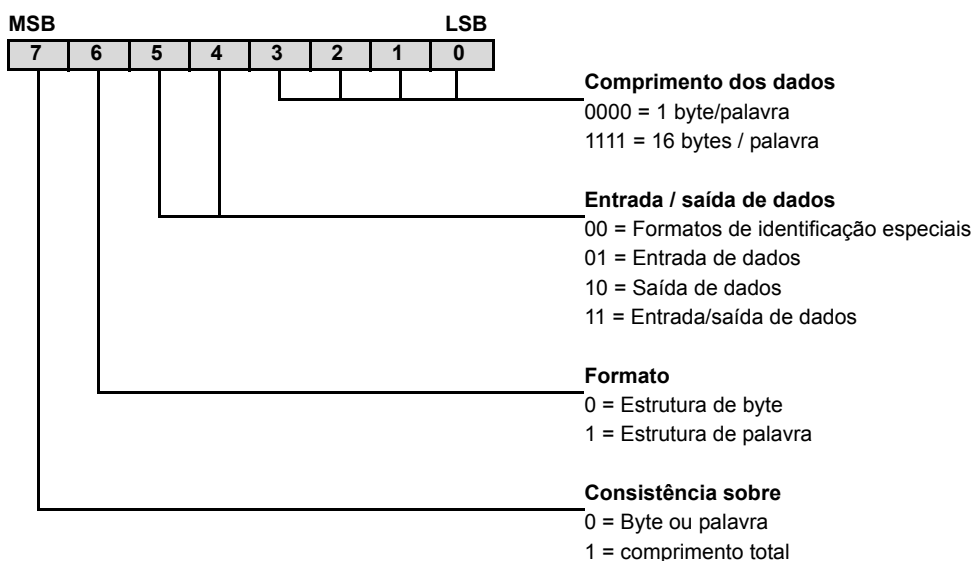 MSB LSB
7 6 5 4 3 2 1 0
Comprimento dos dados
0000 = 1 byte/palavra
1111 = 16 bytes / palavra
Entrada / saída de dados
00 = Formatos de identificação especiais
01 = Entrada de dados
10 = Saída de dados
11 = Entrada/saída de dados
Formato
0 = Estrutura de byte
1 = Estrutura de palavra
Consistência sobre
0 = Byte ou palavra
1 = comprimento total